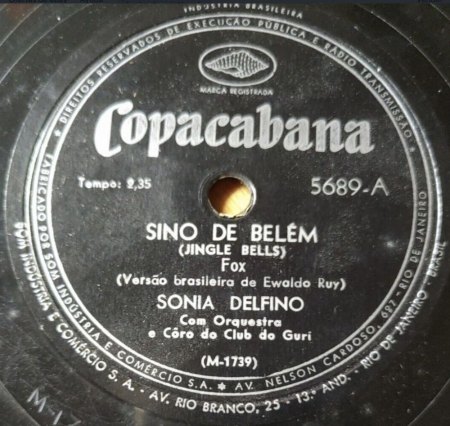 INDUSTRIA BRASILEIRA
DIREITOS RESERVADOS DE EXECUÇÃO PÚBLICA E RADIO TRANSMISSÃO
MARCA REGISTRADA
Copacabana
Tempo: 2,35
5689-A
SINO DE BELÉM
(JINGLE BELLS)
Fox
(Versão brasileira de Ewaldo Ruy)
SONIA DELFINO
Com Orquestra
e Côro do Club do Guri
(M-1739)
FABRICADO POR SOM INDÚSTRIA E COMÉRCIO S.A. ★ AV. NELSON CARDOSO, 697 - RIO DE JANEIRO
SOM INDÚSTRIA E COMÉRCIO S. A. - AV. RIO BRANCO, 25 - 13.º AND. - RIO DE JANEIRO - BRASIL
M-17